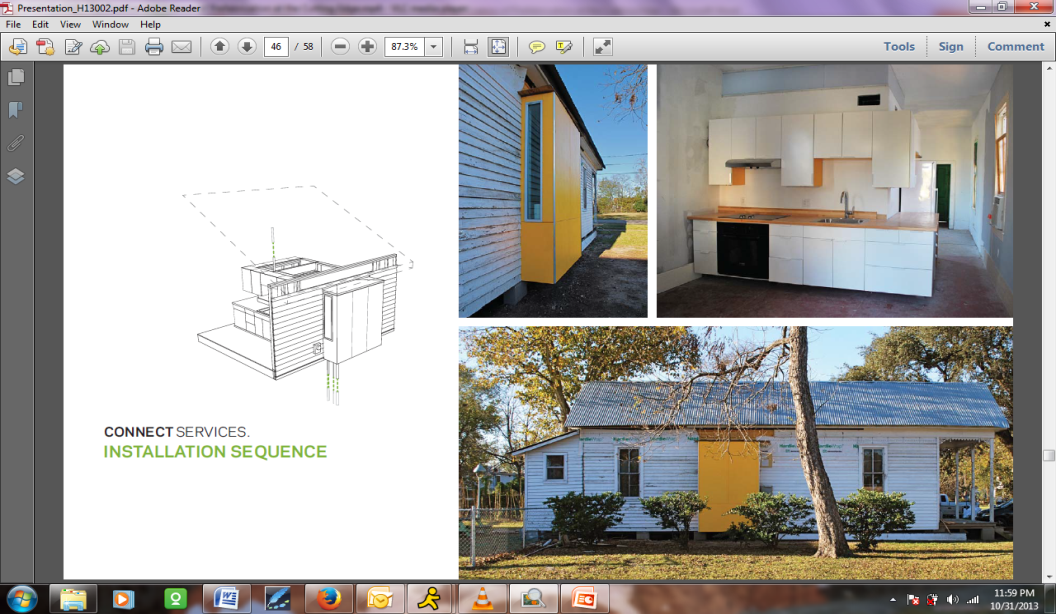 Presentation_H13002.pdf - Adobe Reader
File Edit View Window Help
46 / 58 87.3% Tools Sign Comment
CONNECT SERVICES.
INSTALLATION SEQUENCE
11:59 PM
10/31/2013